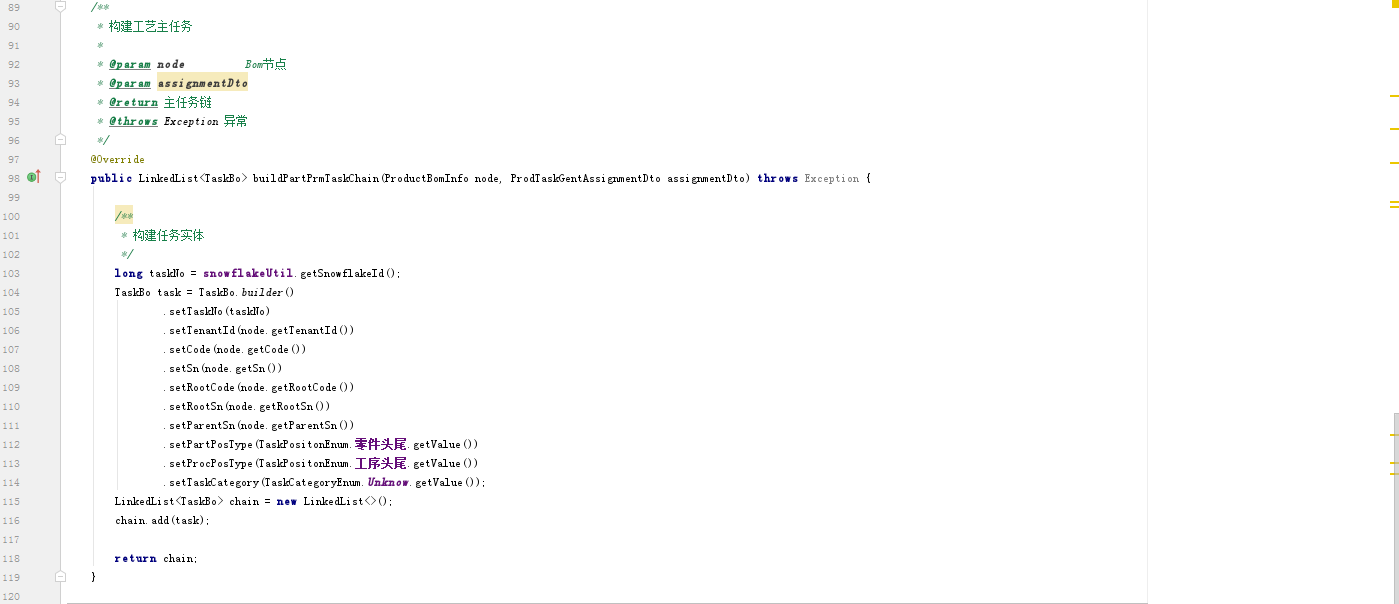 89 /**
90 * 构建工艺主任务
91 *
92 * @param node Bom节点
93 * @param assignmentDto
94 * @return 主任务链
95 * @throws Exception 异常
96 */
97 @Override
98 public LinkedList<TaskBo> buildPartPrmTaskChain(ProductBomInfo node, ProdTaskGentAssignmentDto assignmentDto) throws Exception {
99
100 /**
101 * 构建任务实体
102 */
103 long taskNo = snowflakeUtil.getSnowflakeId();
104 TaskBo task = TaskBo.builder()
105 .setTaskNo(taskNo)
106 .setTenantId(node.getTenantId())
107 .setCode(node.getCode())
108 .setSn(node.getSn())
109 .setRootCode(node.getRootCode())
110 .setRootSn(node.getRootSn())
111 .setParentSn(node.getParentSn())
112 .setPartPosType(TaskPositonEnum.零件头尾.getValue())
113 .setProcPosType(TaskPositonEnum.工序头尾.getValue())
114 .setTaskCategory(TaskCategoryEnum.Unknow.getValue());
115 LinkedList<TaskBo> chain = new LinkedList<>();
116 chain.add(task);
117
118 return chain;
119 }
120